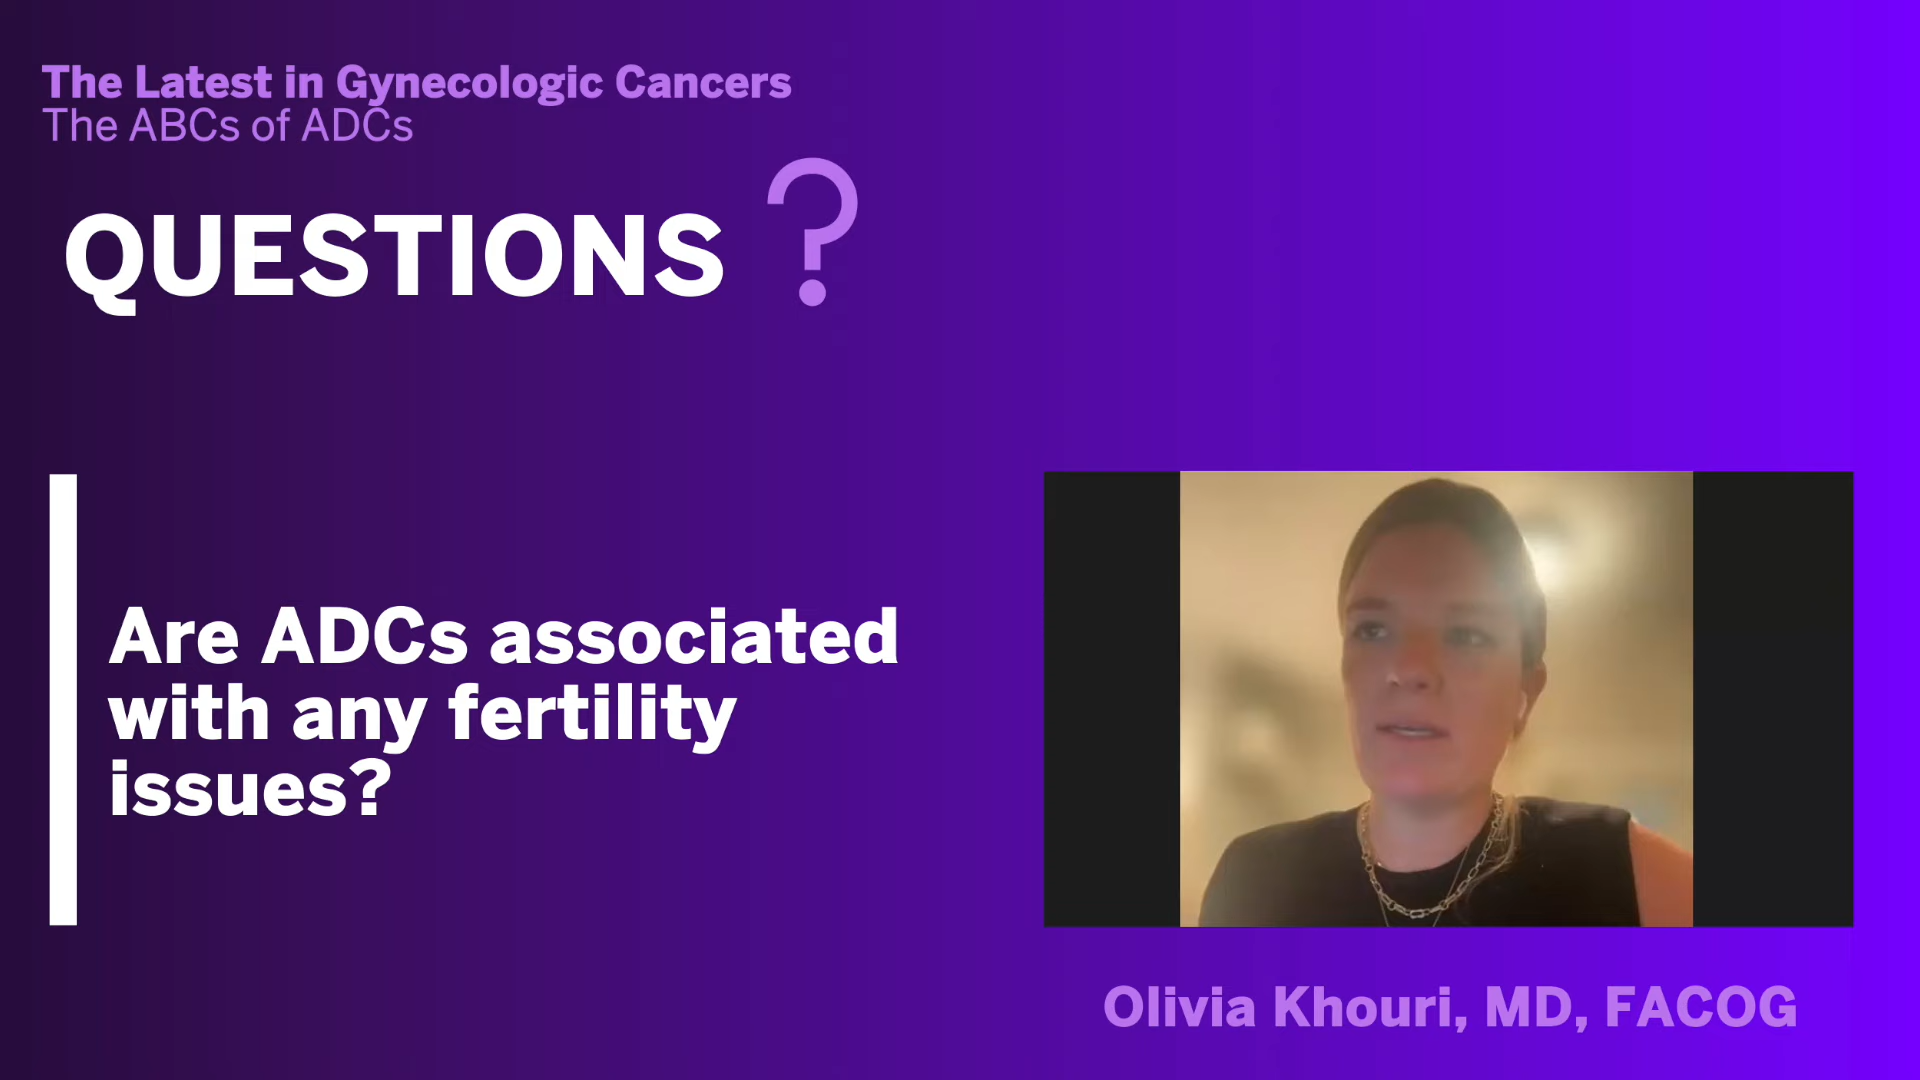 The Latest in Gynecologic Cancers
The ABCs of ADCs
QUESTIONS?
Are ADCs associated
with any fertility
issues?
Olivia Khouri, MD, FACOG